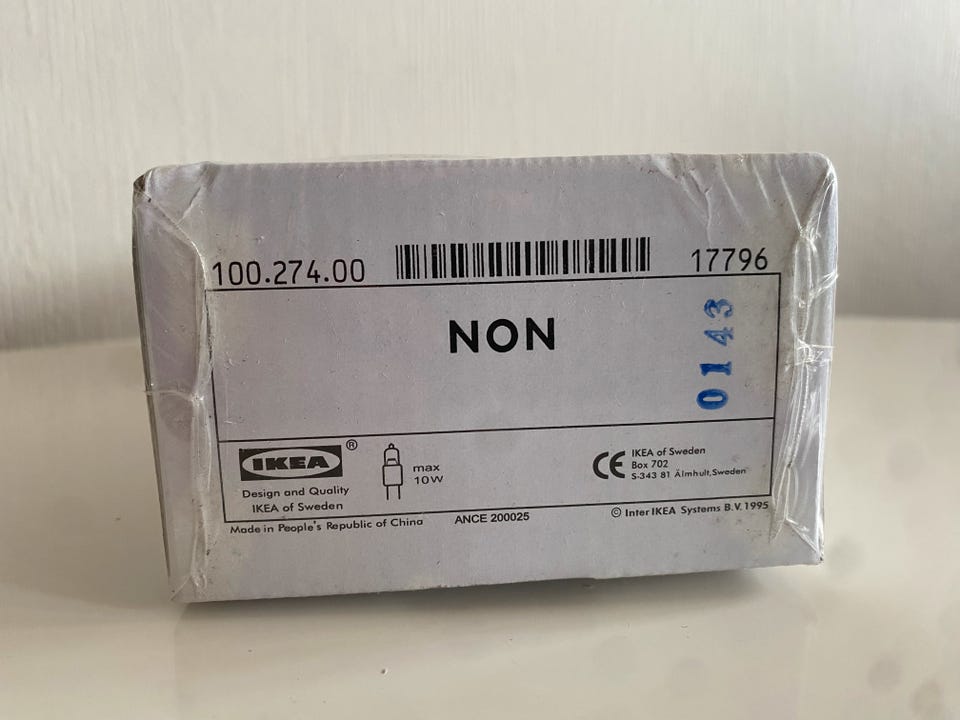 100.274.00
17796
NON
0143
IKEA®
Design and Quality
IKEA of Sweden
max
10W
CE
IKEA of Sweden
Box 702
S-343 81 Älmhult,Sweden
Made in People's Republic of China
ANCE 200025
© Inter IKEA Systems B.V. 1995